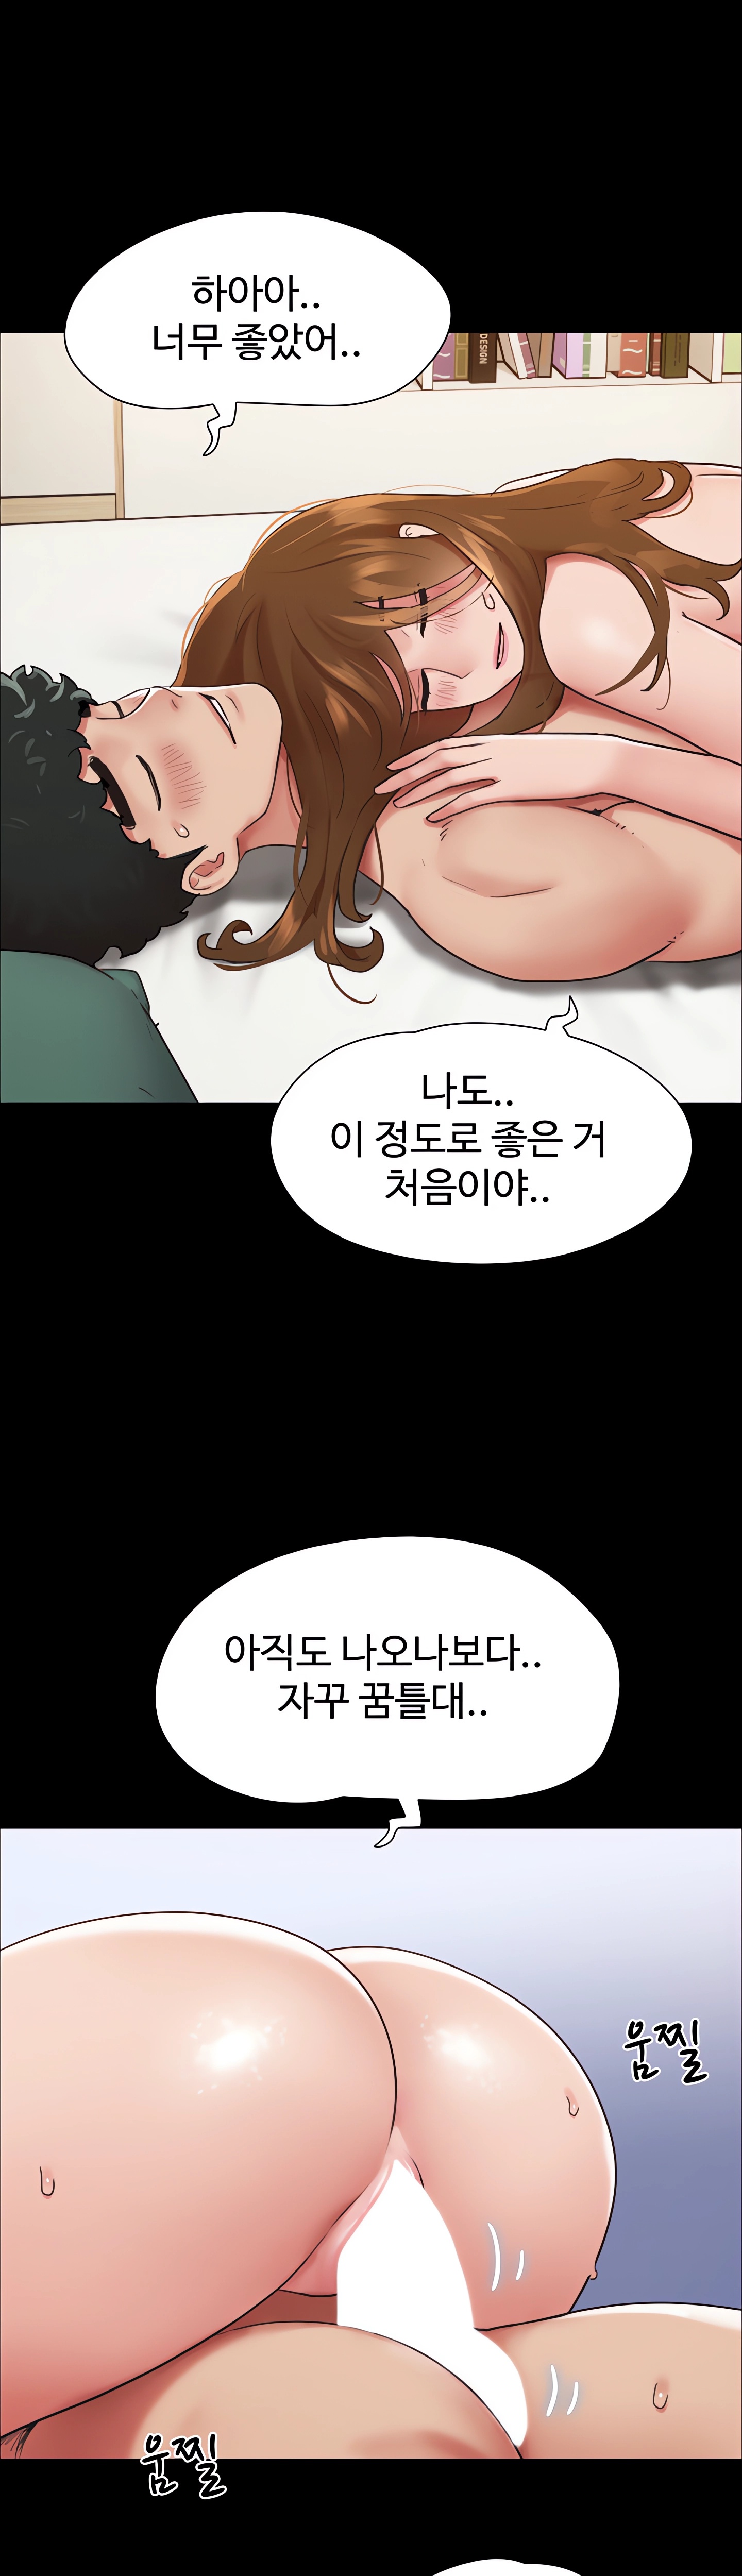 하아아..
너무 좋았어..
DESIGN
나도..
이 정도로 좋은 거
처음이야..
아직도 나오나보다..
자꾸 꿈틀대..
움찔
움찔